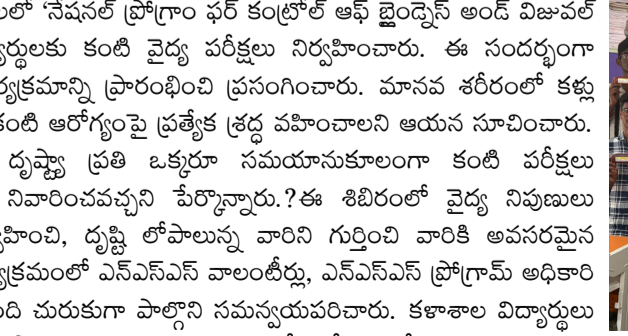 లో 'నేషనల్ ప్రోగ్రాం ఫర్ కంట్రోల్ ఆఫ్ బ్లైండ్నెస్ అండ్ విజువల్
ర్థులకు కంటి వైద్య పరీక్షలు నిర్వహించారు. ఈ సందర్భంగా
ర్యక్రమాన్ని ప్రారంభించి ప్రసంగించారు. మానవ శరీరంలో కళ్లు
కంటి ఆరోగ్యంపై ప్రత్యేక శ్రద్ధ వహించాలని ఆయన సూచించారు.
దృష్ట్యా ప్రతి ఒక్కరూ సమయానుకూలంగా కంటి పరీక్షలు
నివారించవచ్చని పేర్కొన్నారు.?ఈ శిబిరంలో వైద్య నిపుణులు
హించి, దృష్టి లోపాలున్న వారిని గుర్తించి వారికి అవసరమైన
క్రమంలో ఎన్ఎస్ఎస్ వాలంటీర్లు, ఎన్ఎస్ఎస్ ప్రోగ్రామ్ అధికారి
ది చురుకుగా పాల్గొని సమన్వయపరిచారు. కళాశాల విద్యార్థులు